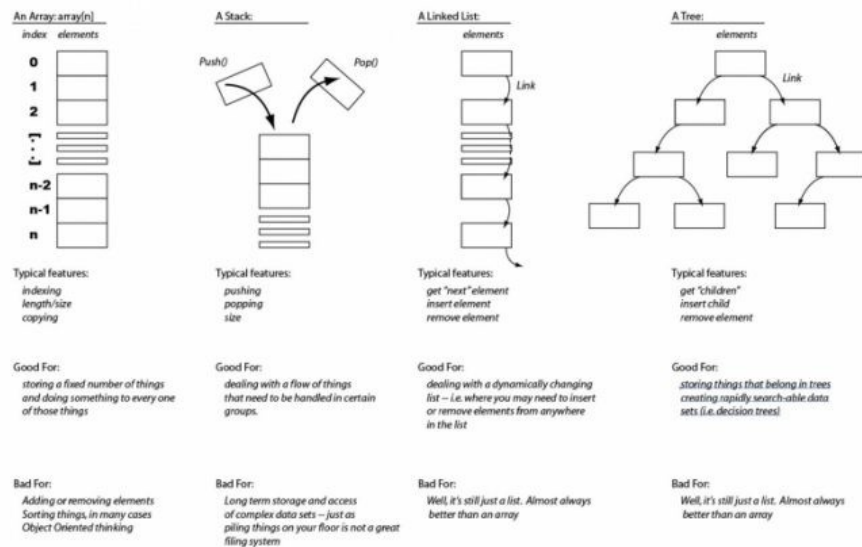 An Array: array[n]
index elements
0
1
2
n-2
n-1
n
Typical features:
indexing
length/size
copying
Good For:
storing a fixed number of things
and doing something to every one
of those things
Bad For:
Adding or removing elements
Sorting things, in many cases
Object Oriented thinking
A Stack:
Push()
Pop()
Typical features:
pushing
popping
size
Good For:
dealing with a flow of things
that need to be handled in certain
groups.
Bad For:
Long term storage and access
of complex data sets -- just as
piling things on your floor is not a great
filing system
A Linked List:
elements
Link
Typical features:
get "next" element
insert element
remove element
Good For:
dealing with a dynamically changing
list -- i.e. where you may need to insert
or remove elements from anywhere
in the list
Bad For:
Well, it's still just a list. Almost always
better than an array
A Tree:
elements
Link
Typical features:
get "children"
insert child
remove element
Good For:
storing things that belong in trees
creating rapidly search-able data
sets (i.e. decision trees)
Bad For:
Well, it's still just a list. Almost always
better than an array